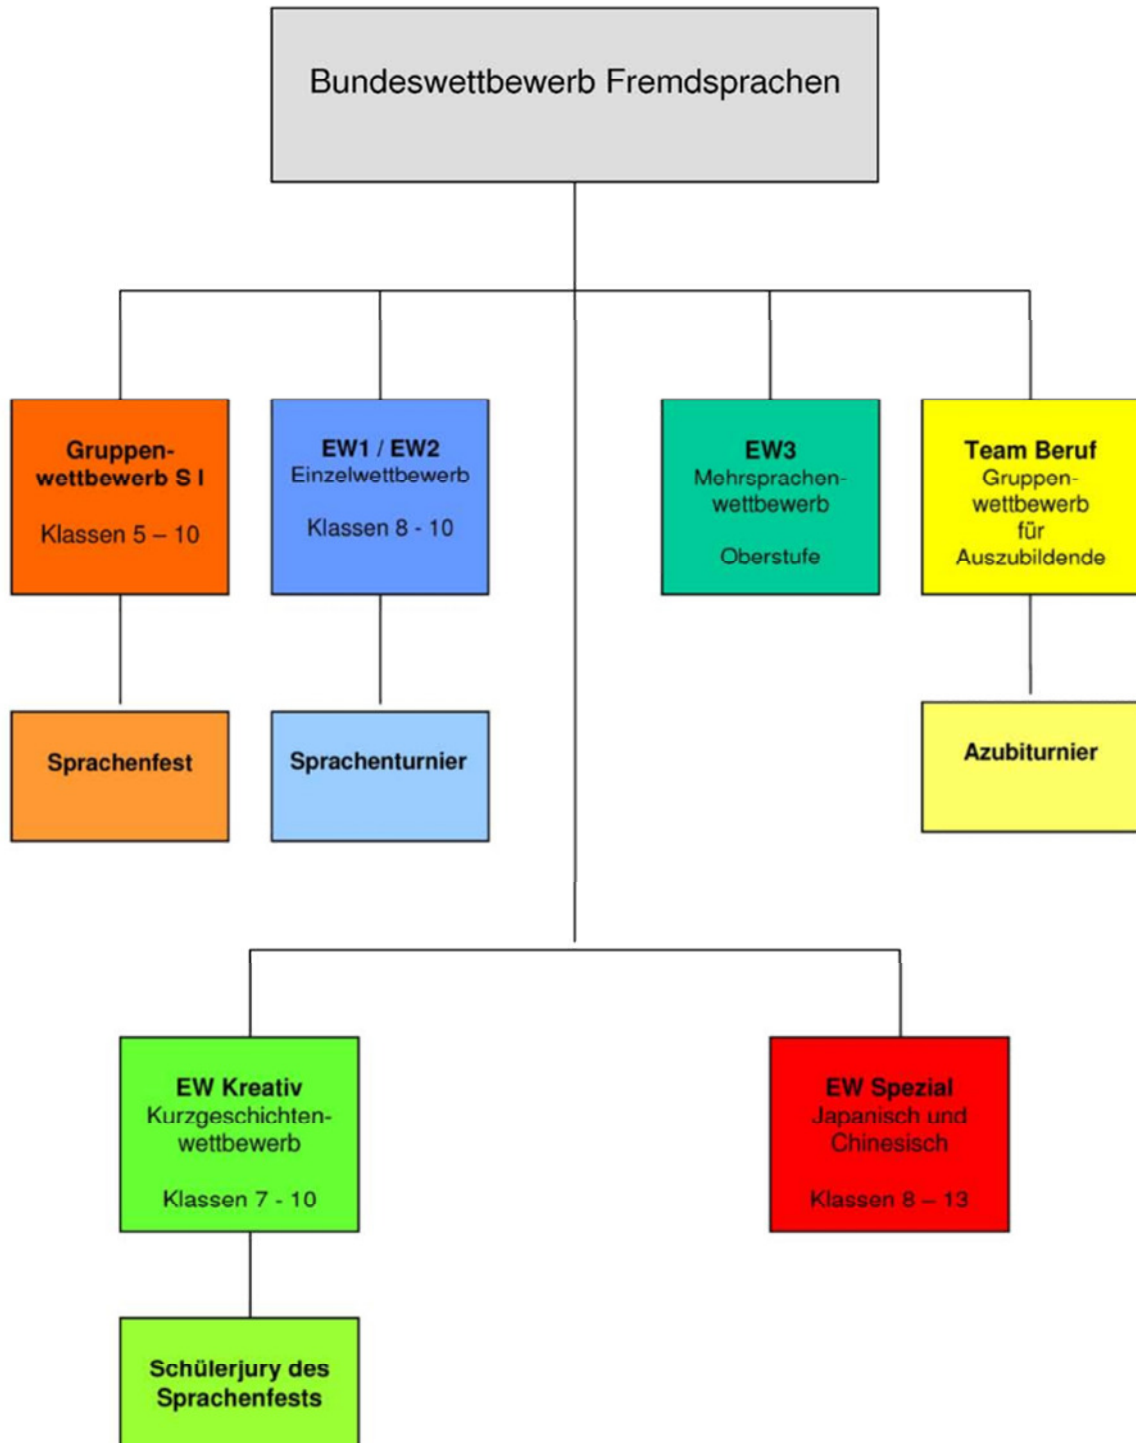 Bundeswettbewerb Fremdsprachen
Gruppen-
wettbewerb S I
Klassen 5 – 10
EW1 / EW2
Einzelwettbewerb
Klassen 8 - 10
EW3
Mehrsprachen-
wettbewerb
Oberstufe
Team Beruf
Gruppen-
wettbewerb
für
Auszubildende
Sprachenfest
Sprachenturnier
Azubiturnier
EW Kreativ
Kurzgeschichten-
wettbewerb
Klassen 7 - 10
EW Spezial
Japanisch und
Chinesisch
Klassen 8 – 13
Schülerjury des
Sprachenfests